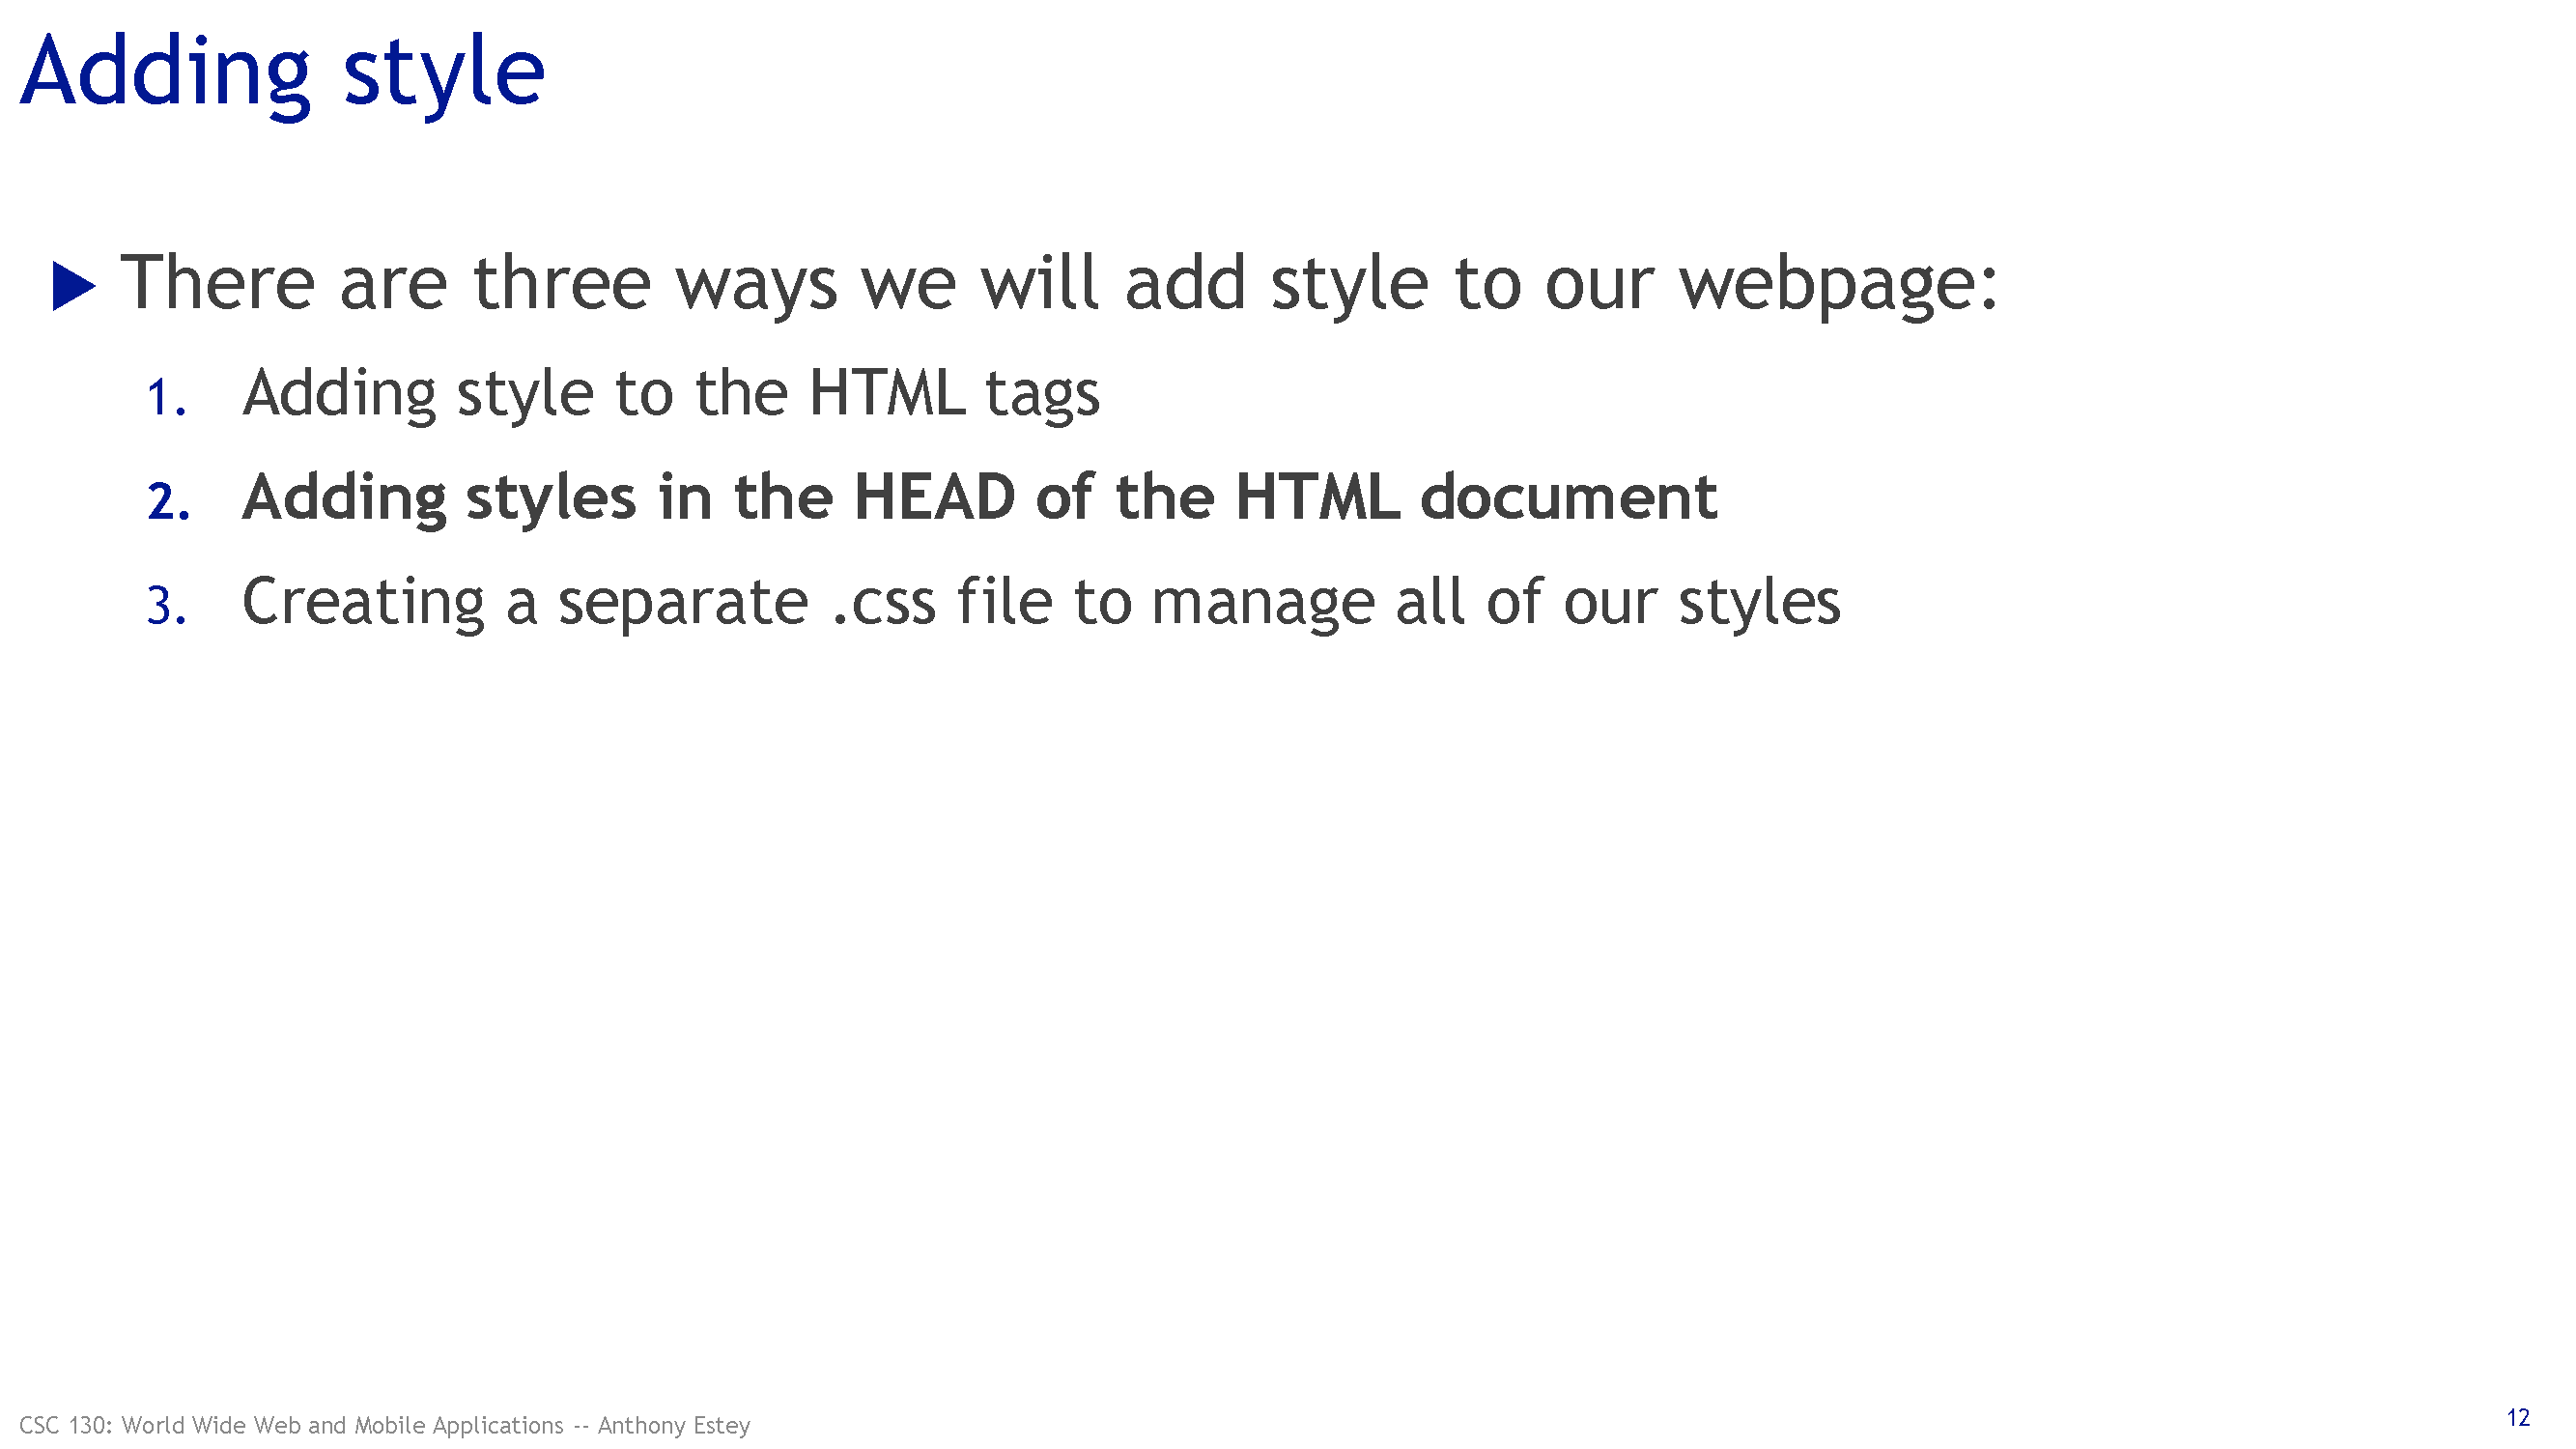 Adding style
There are three ways we will add style to our webpage:
1. Adding style to the HTML tags
2. Adding styles in the HEAD of the HTML document
3. Creating a separate .css file to manage all of our styles
CSC 130: World Wide Web and Mobile Applications -- Anthony Estey
12